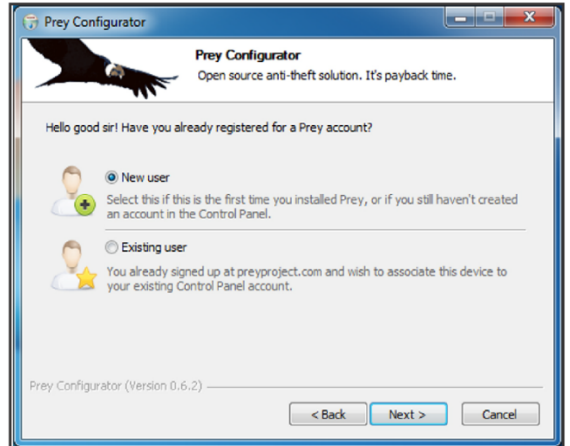 Prey Configurator
Prey Configurator
Open source anti-theft solution. It's payback time.
Hello good sir! Have you already registered for a Prey account?
New user
Select this if this is the first time you installed Prey, or if you still haven't created
an account in the Control Panel.
Existing user
You already signed up at preyproject.com and wish to associate this device to
your existing Control Panel account.
Prey Configurator (Version 0.6.2)
< Back Next > Cancel